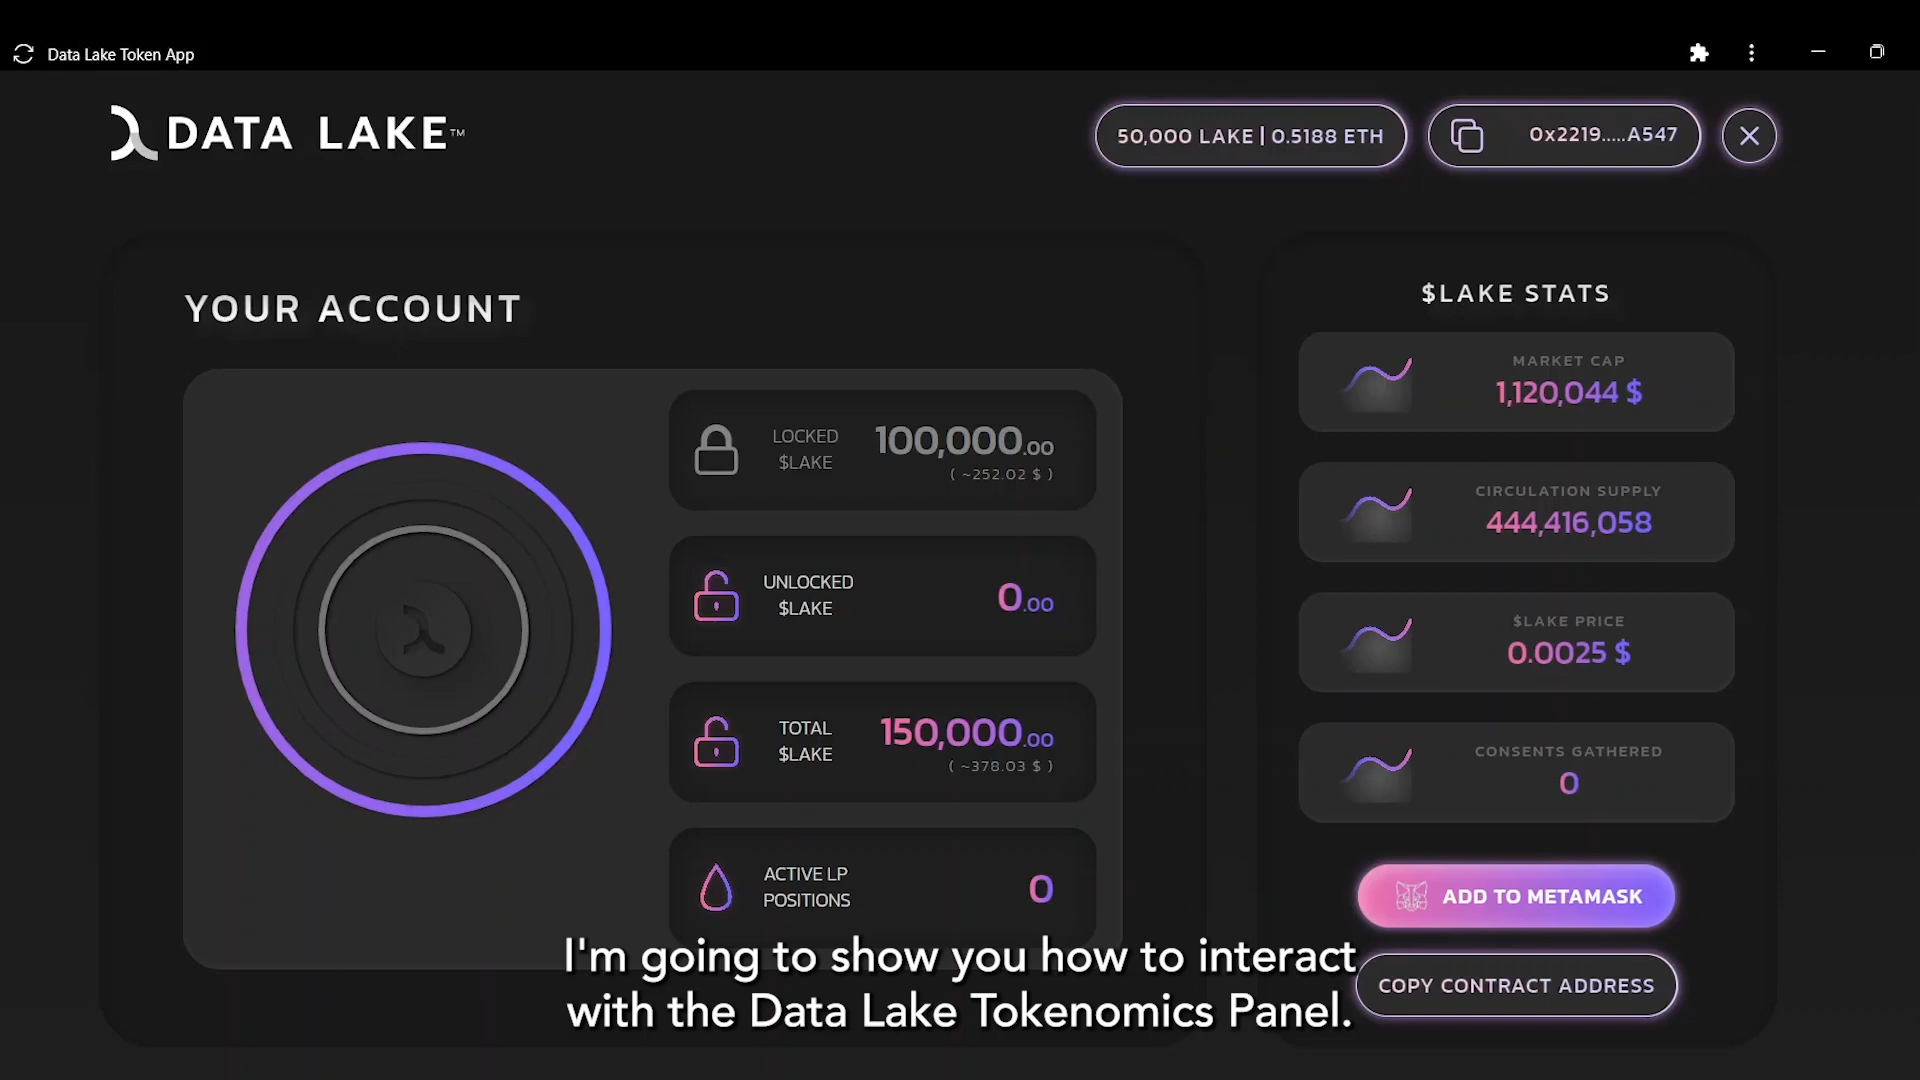 Data Lake Token App
DATA LAKE™
50,000 LAKE | 0.5188 ETH
0x2219.....A547
YOUR ACCOUNT
LOCKED
$LAKE
100,000.00
( ~252.02 $ )
UNLOCKED
$LAKE
0.00
TOTAL
$LAKE
150,000.00
( ~378.03 $ )
ACTIVE LP
POSITIONS
0
$LAKE STATS
MARKET CAP
1,120,044 $
CIRCULATION SUPPLY
444,416,058
$LAKE PRICE
0.0025 $
CONSENTS GATHERED
0
ADD TO METAMASK
COPY CONTRACT ADDRESS
I'm going to show you how to interact
with the Data Lake Tokenomics Panel.